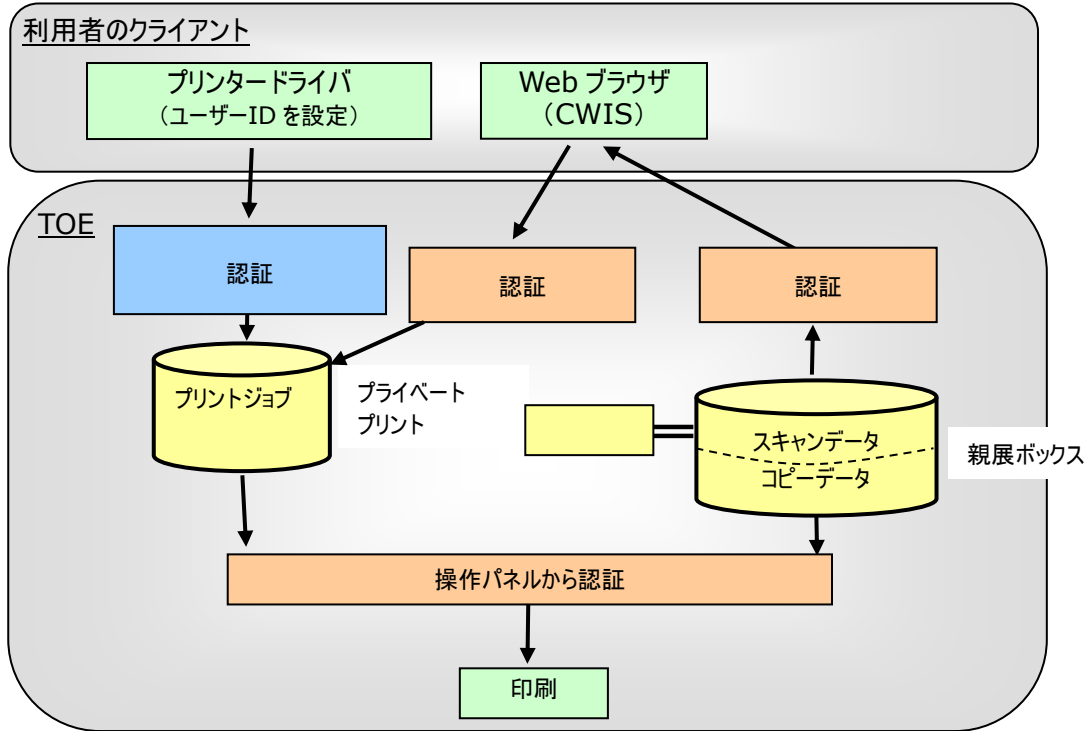 利用者のクライアント
プリンタードライバ
（ユーザーID を設定）
Web ブラウザ
（CWIS）
TOE
認証
認証
認証
プリントジョブ
プライベート
プリント
スキャンデータ
コピーデータ
親展ボックス
操作パネルから認証
印刷